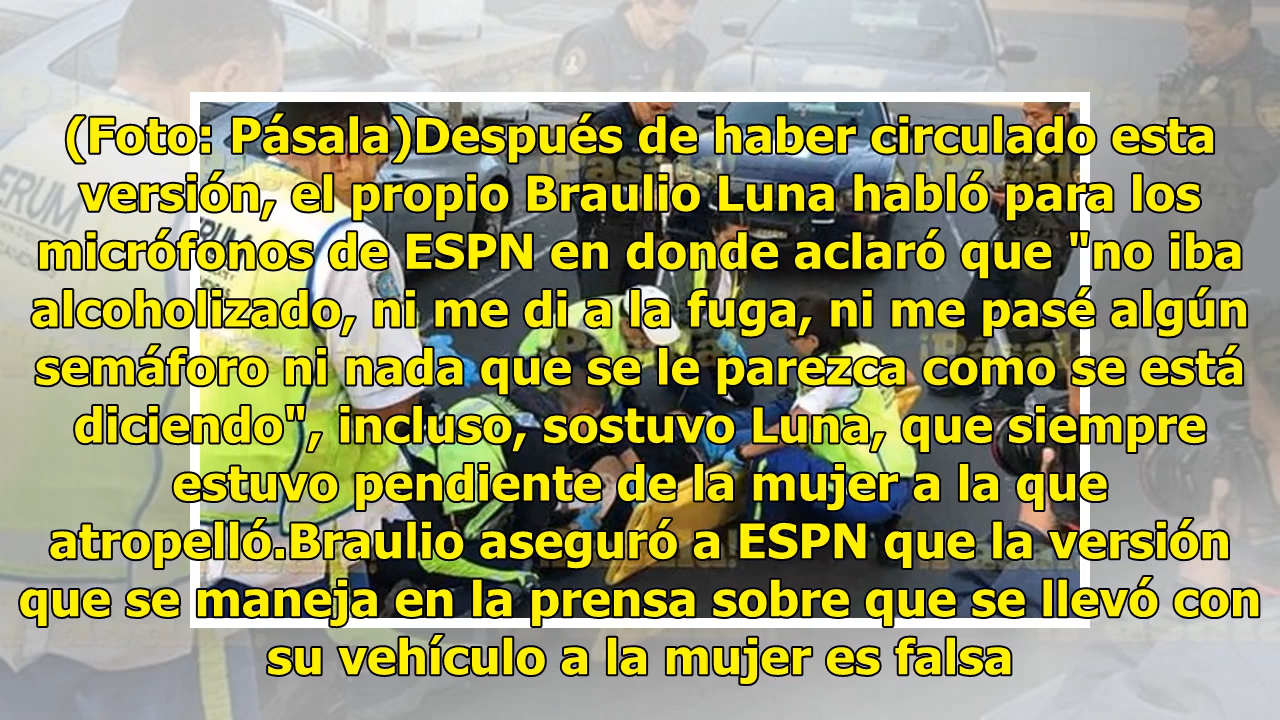 (Foto: Pásala)Después de haber circulado esta
versión, el propio Braulio Luna habló para los
micrófonos de ESPN en donde aclaró que "no iba
alcoholizado, ni me di a la fuga, ni me pasé algún
semáforo ni nada que se le parezca como se está
diciendo", incluso, sostuvo Luna, que siempre
estuvo pendiente de la mujer a la que
atropelló.Braulio aseguró a ESPN que la versión
que se maneja en la prensa sobre que se llevó con
su vehículo a la mujer es falsa
ERUM
ERUM
¡Pásala!